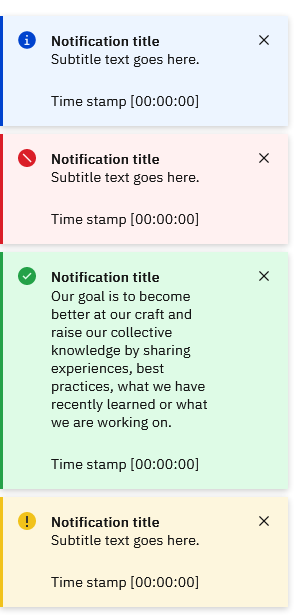 Notification title
Subtitle text goes here.
Time stamp [00:00:00]
Notification title
Subtitle text goes here.
Time stamp [00:00:00]
Notification title
Our goal is to become
better at our craft and
raise our collective
knowledge by sharing
experiences, best
practices, what we have
recently learned or what
we are working on.
Time stamp [00:00:00]
Notification title
Subtitle text goes here.
Time stamp [00:00:00]